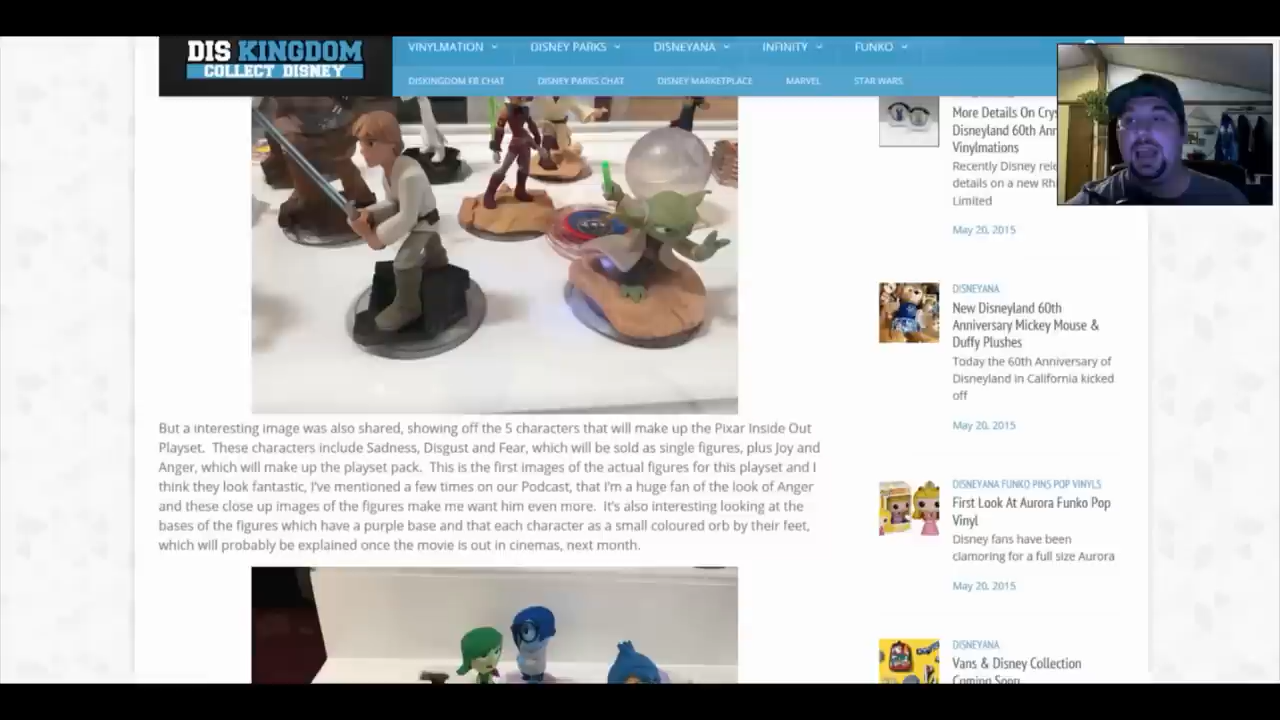 DIS KINGDOM
COLLECT DISNEY
VINYLMATION
DISNEY PARKS
DISNEYANA
INFINITY
FUNKO
DISKINGDOM FB CHAT
DISNEY PARKS CHAT
DISNEY MARKETPLACE
MARVEL
STAR WARS
But a interesting image was also shared, showing off the 5 characters that will make up the Pixar Inside Out
Playset.  These characters include Sadness, Disgust and Fear, which will be sold as single figures, plus Joy and
Anger, which will make up the playset pack.  This is the first images of the actual figures for this playset and I
think they look fantastic, I've mentioned a few times on our Podcast, that I'm a huge fan of the look of Anger
and these close up images of the figures make me want him even more.  It's also interesting looking at the
bases of the figures which have a purple base and that each character as a small coloured orb by their feet,
which will probably be explained once the movie is out in cinemas, next month.
More Details On
Disneyland 60th
Vinylmations
Recently Disney
details on a new
Limited
May 20, 2015
DISNEYANA
New Disneyland 60th
Anniversary Mickey Mouse &
Duffy Plushes
Today the 60th Anniversary of
Disneyland in California kicked
off
May 20, 2015
DISNEYANA FUNKO PINS POP VINYLS
First Look At Aurora Funko Pop
Vinyl
Disney fans have been
clamoring for a full size Aurora
May 20, 2015
DISNEYANA
Vans & Disney Collection
Coming Soon